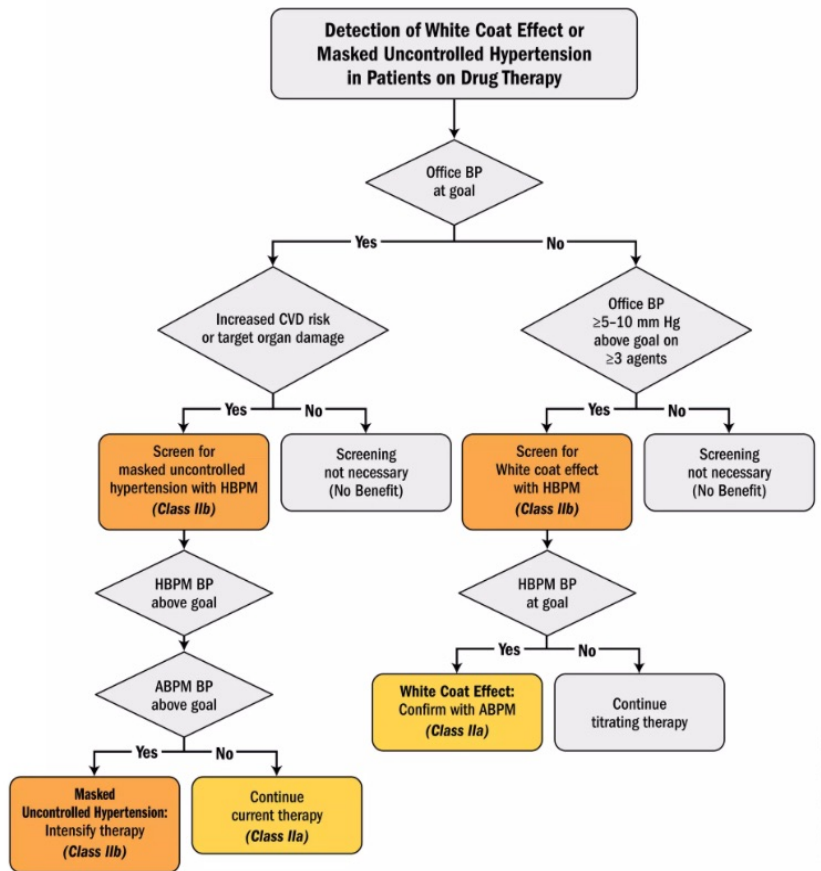 Detection of White Coat Effect or
Masked Uncontrolled Hypertension
in Patients on Drug Therapy
Office BP
at goal
Yes
No
Increased CVD risk
or target organ damage
Office BP
≥5–10 mm Hg
above goal on
≥3 agents
Yes
No
Yes
No
Screen for
masked uncontrolled
hypertension with HBPM
(Class IIb)
Screening
not necessary
(No Benefit)
Screen for
White coat effect
with HBPM
(Class IIb)
Screening
not necessary
(No Benefit)
HBPM BP
above goal
HBPM BP
at goal
Yes
No
ABPM BP
above goal
White Coat Effect:
Confirm with ABPM
(Class IIa)
Continue
titrating therapy
Yes
No
Masked
Uncontrolled Hypertension:
Intensify therapy
(Class IIb)
Continue
current therapy
(Class IIa)